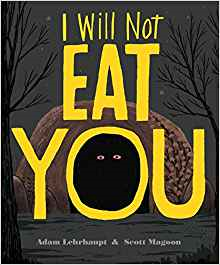 I Will Not
EAT
YOU
Adam Lehrhaupt & Scott Magoon